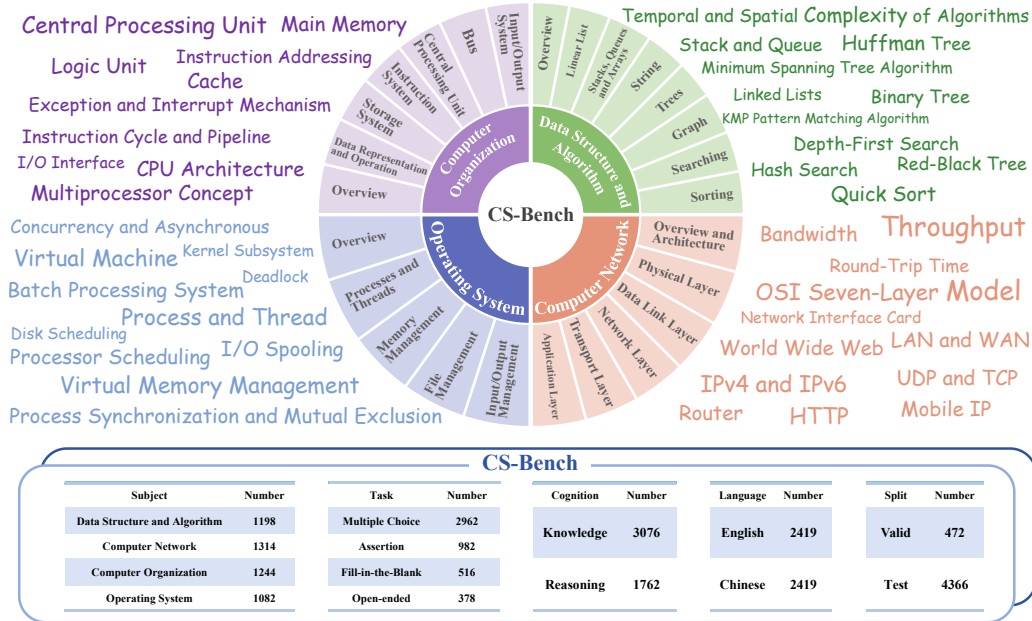 Central Processing Unit
Main Memory
Logic Unit
Instruction Addressing
Cache
Exception and Interrupt Mechanism
Instruction Cycle and Pipeline
I/O Interface
CPU Architecture
Multiprocessor Concept
Temporal and Spatial Complexity of Algorithms
Stack and Queue
Huffman Tree
Minimum Spanning Tree Algorithm
Linked Lists
Binary Tree
KMP Pattern Matching Algorithm
Depth-First Search
Hash Search
Red-Black Tree
Quick Sort
Concurrency and Asynchronous
Virtual Machine
Kernel Subsystem
Deadlock
Batch Processing System
Process and Thread
Disk Scheduling
Processor Scheduling
I/O Spooling
Virtual Memory Management
Process Synchronization and Mutual Exclusion
Bandwidth
Throughput
Round-Trip Time
OSI Seven-Layer Model
Network Interface Card
World Wide Web
LAN and WAN
IPv4 and IPv6
UDP and TCP
Router
HTTP
Mobile IP
CS-Bench
Computer
Organization
Overview
Data Representation
and Operation
Storage
System
Instruction
System
Central
Processing Unit
Bus
Input/Output
System
Data Structure and
Algorithm
Overview
Linear List
Stacks, Queues
and Arrays
String
Trees
Graph
Searching
Sorting
Computer Network
Overview and
Architecture
Physical Layer
Data Link Layer
Network Layer
Transport Layer
Application Layer
Operating System
Overview
Processes and
Threads
Memory
Management
File
Management
Input/Output
Management
CS-Bench
Subject Number
Data Structure and Algorithm 1198
Computer Network 1314
Computer Organization 1244
Operating System 1082
Task Number
Multiple Choice 2962
Assertion 982
Fill-in-the-Blank 516
Open-ended 378
Cognition Number
Knowledge 3076
Reasoning 1762
Language Number
English 2419
Chinese 2419
Split Number
Valid 472
Test 4366